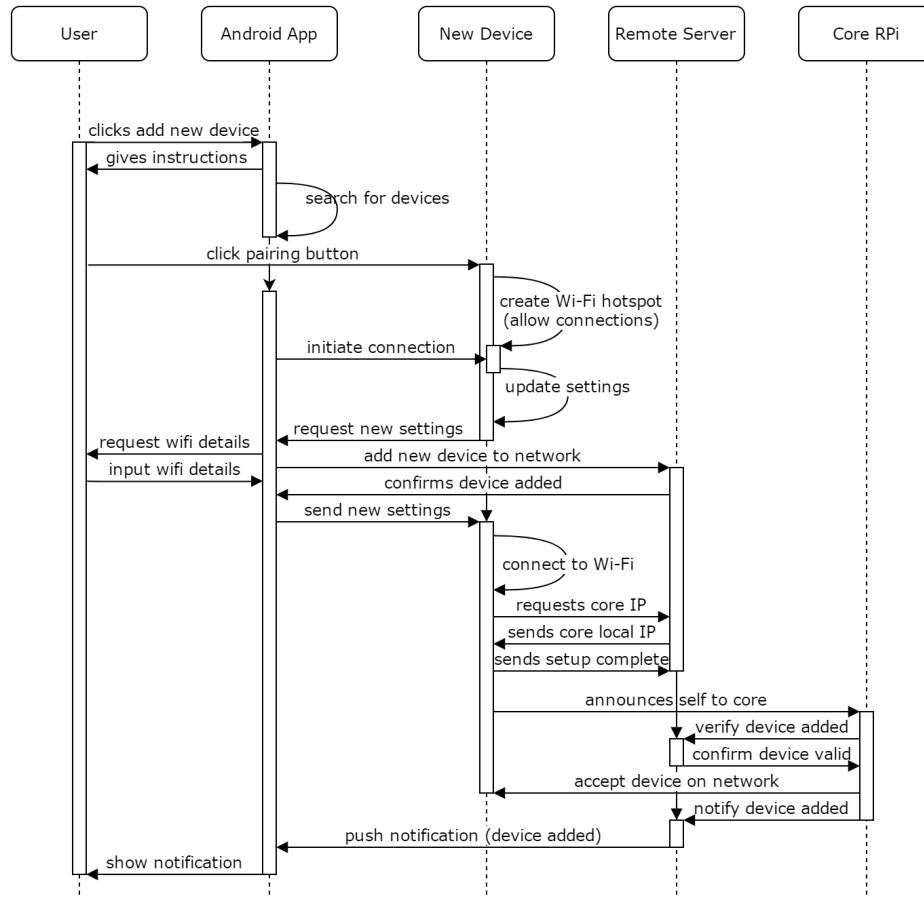 User
Android App
New Device
Remote Server
Core RPi
clicks add new device
gives instructions
search for devices
click pairing button
create Wi-Fi hotspot
(allow connections)
initiate connection
update settings
request new settings
request wifi details
add new device to network
input wifi details
confirms device added
send new settings
connect to Wi-Fi
requests core IP
sends core local IP
sends setup complete
announces self to core
verify device added
confirm device valid
accept device on network
notify device added
push notification (device added)
show notification